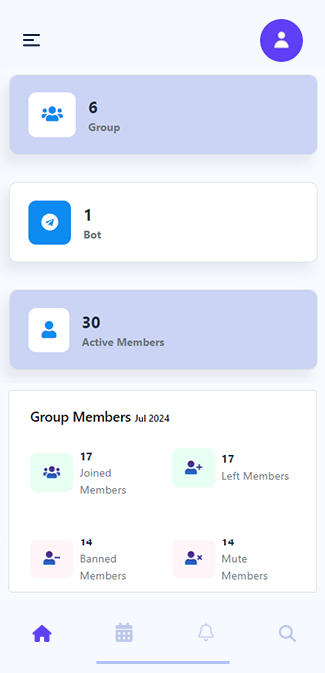 6
Group
1
Bot
30
Active Members
Group Members Jul 2024
17
Joined
Members
17
Left Members
14
Banned
Members
14
Mute
Members